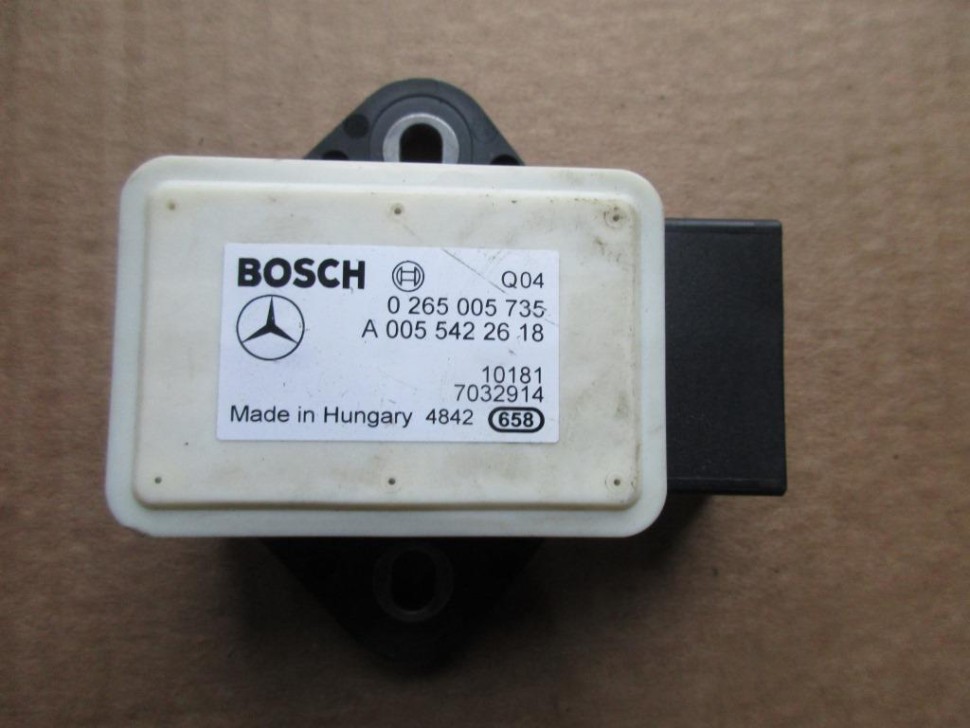 BOSCH Q04
0 265 005 735
A 005 542 26 18
10181
7032914
Made in Hungary 4842 658